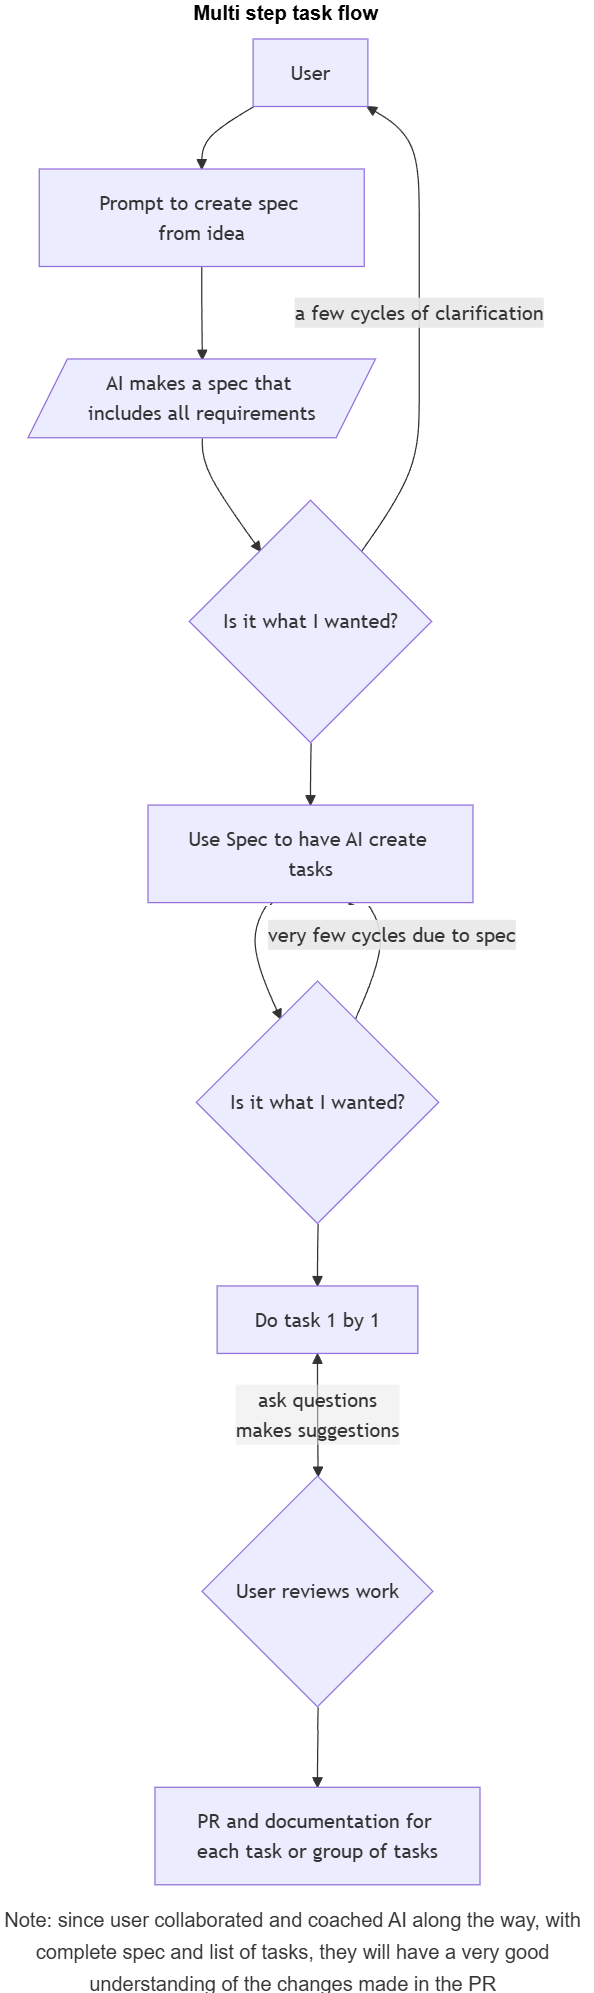 Multi step task flow
User
Prompt to create spec
from idea
a few cycles of clarification
AI makes a spec that
includes all requirements
Is it what I wanted?
Use Spec to have AI create
tasks
very few cycles due to spec
Is it what I wanted?
Do task 1 by 1
ask questions
makes suggestions
User reviews work
PR and documentation for
each task or group of tasks
Note: since user collaborated and coached AI along the way, with
complete spec and list of tasks, they will have a very good
understanding of the changes made in the PR